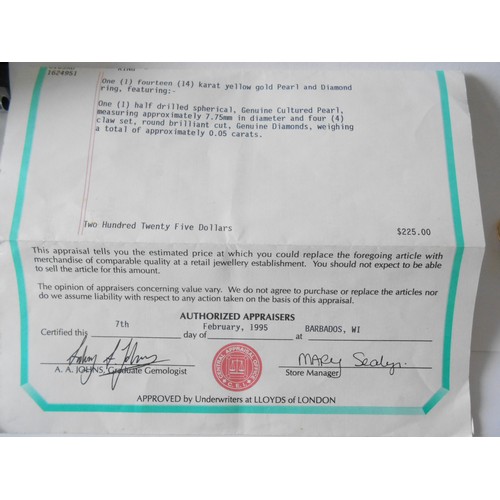 1624951
One (1) fourteen (14) karat yellow gold Pearl and Diamond
ring, featuring:-
One (1) half drilled spherical, Genuine Cultured Pearl,
measuring approximately 7.75mm in diameter and four (4)
claw set, round brilliant cut, Genuine Diamonds, weighing
a total of approximately 0.05 carats.
Two Hundred Twenty Five Dollars $225.00
This appraisal tells you the estimated price at which you could replace the foregoing article with
merchandise of comparable quality at a retail jewellery establishment. You should not expect to be able
to sell the article for this amount.
The opinion of appraisers concerning value vary. We do not agree to purchase or replace the articles nor
do we assume liability with respect to any action taken on the basis of this appraisal.
AUTHORIZED APPRAISERS
Certified this 7th day of February, 1995 at BARBADOS, WI
A. A. JOHNS, Graduate Gemologist
Mary Sealy
Store Manager
APPROVED by Underwriters at LLOYDS of LONDON